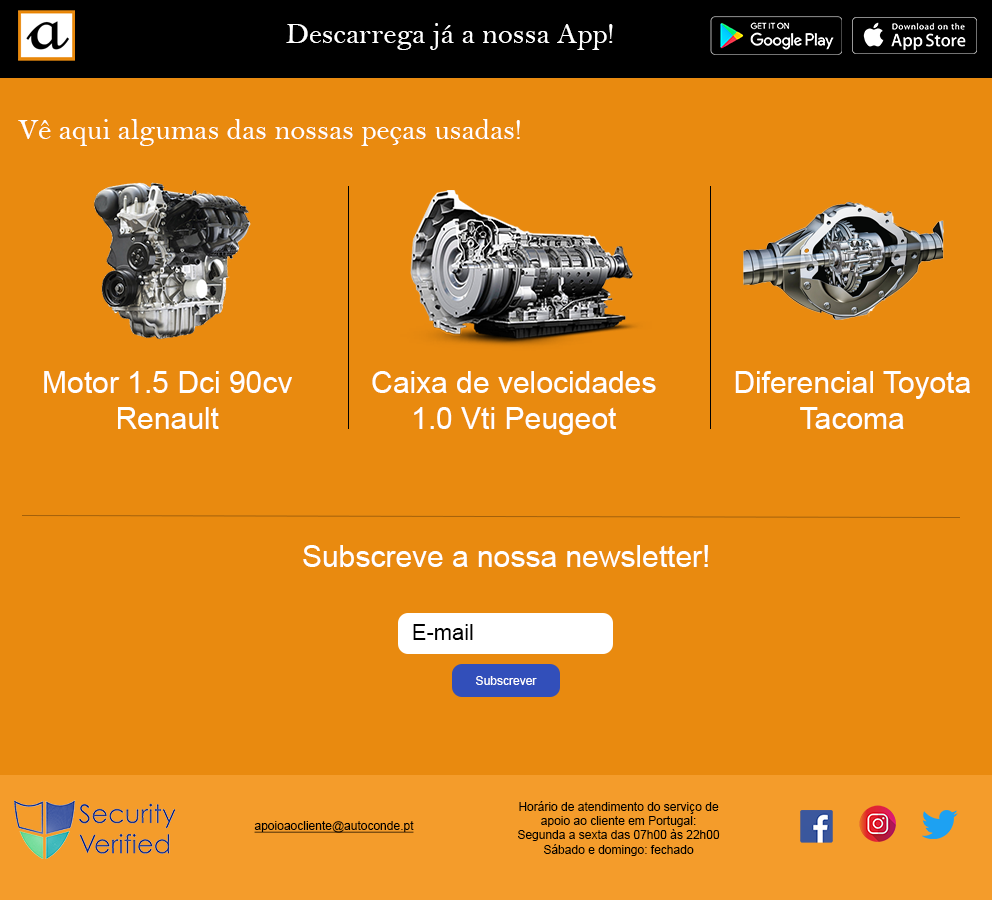 a
Descarrega já a nossa App!
GET IT ON
Google Play
Download on the
App Store
Vê aqui algumas das nossas peças usadas!
Motor 1.5 Dci 90cv
Renault
Caixa de velocidades
1.0 Vti Peugeot
Diferencial Toyota
Tacoma
Subscreve a nossa newsletter!
E-mail
Subscrever
Security
Verified
apoioaocliente@autoconde.pt
Horário de atendimento do serviço de
apoio ao cliente em Portugal:
Segunda a sexta das 07h00 às 22h00
Sábado e domingo: fechado